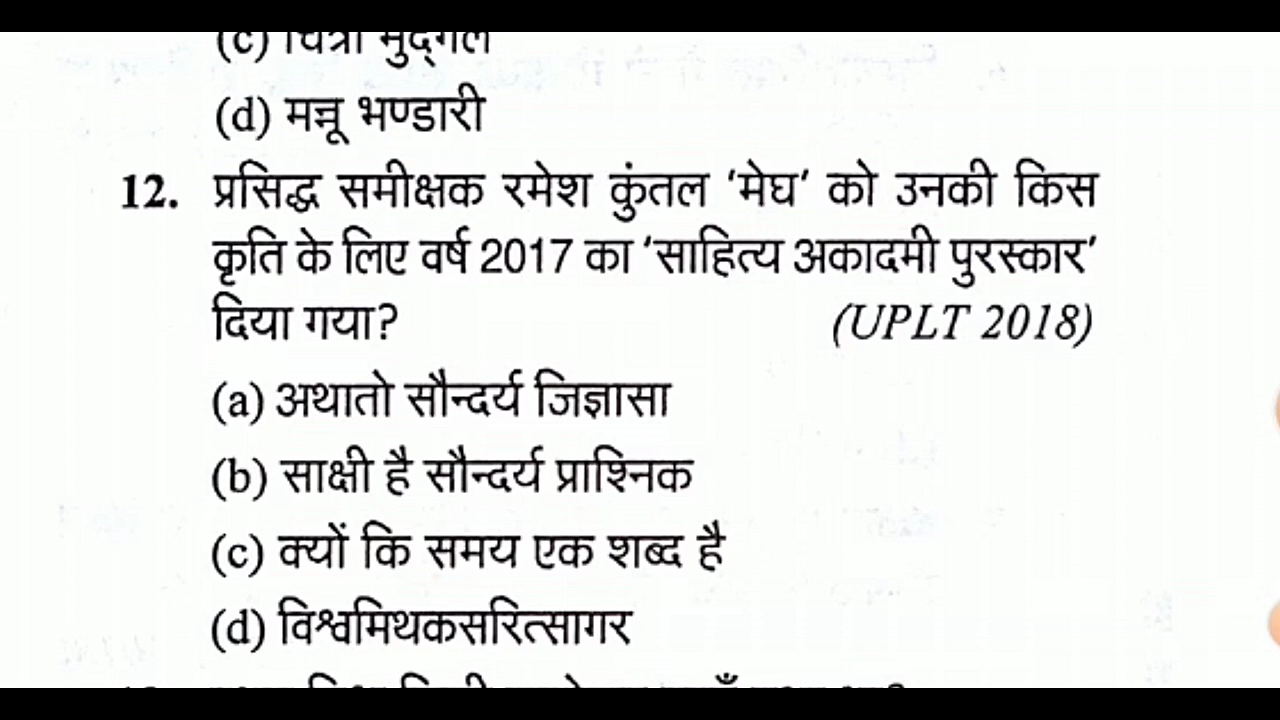 (c) चित्रा मुद्गल
(d) मन्नू भण्डारी
12. प्रसिद्ध समीक्षक रमेश कुंतल 'मेघ' को उनकी किस
कृति के लिए वर्ष 2017 का 'साहित्य अकादमी पुरस्कार'
दिया गया? (UPLT 2018)
(a) अथातो सौन्दर्य जिज्ञासा
(b) साक्षी है सौन्दर्य प्राश्निक
(c) क्यों कि समय एक शब्द है
(d) विश्वमिथकसरित्सागर